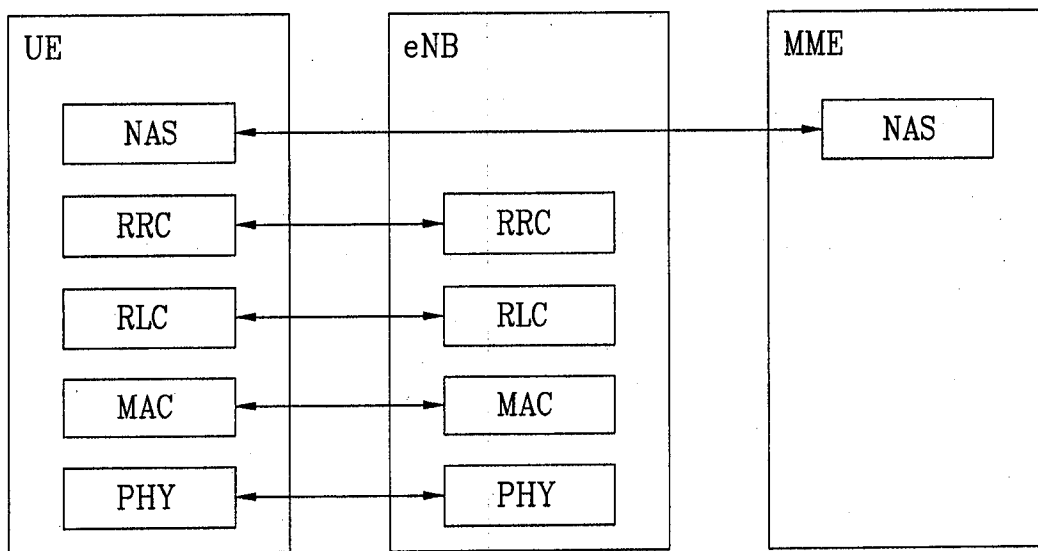 UE eNB MME
NAS NAS
RRC RRC
RLC RLC
MAC MAC
PHY PHY